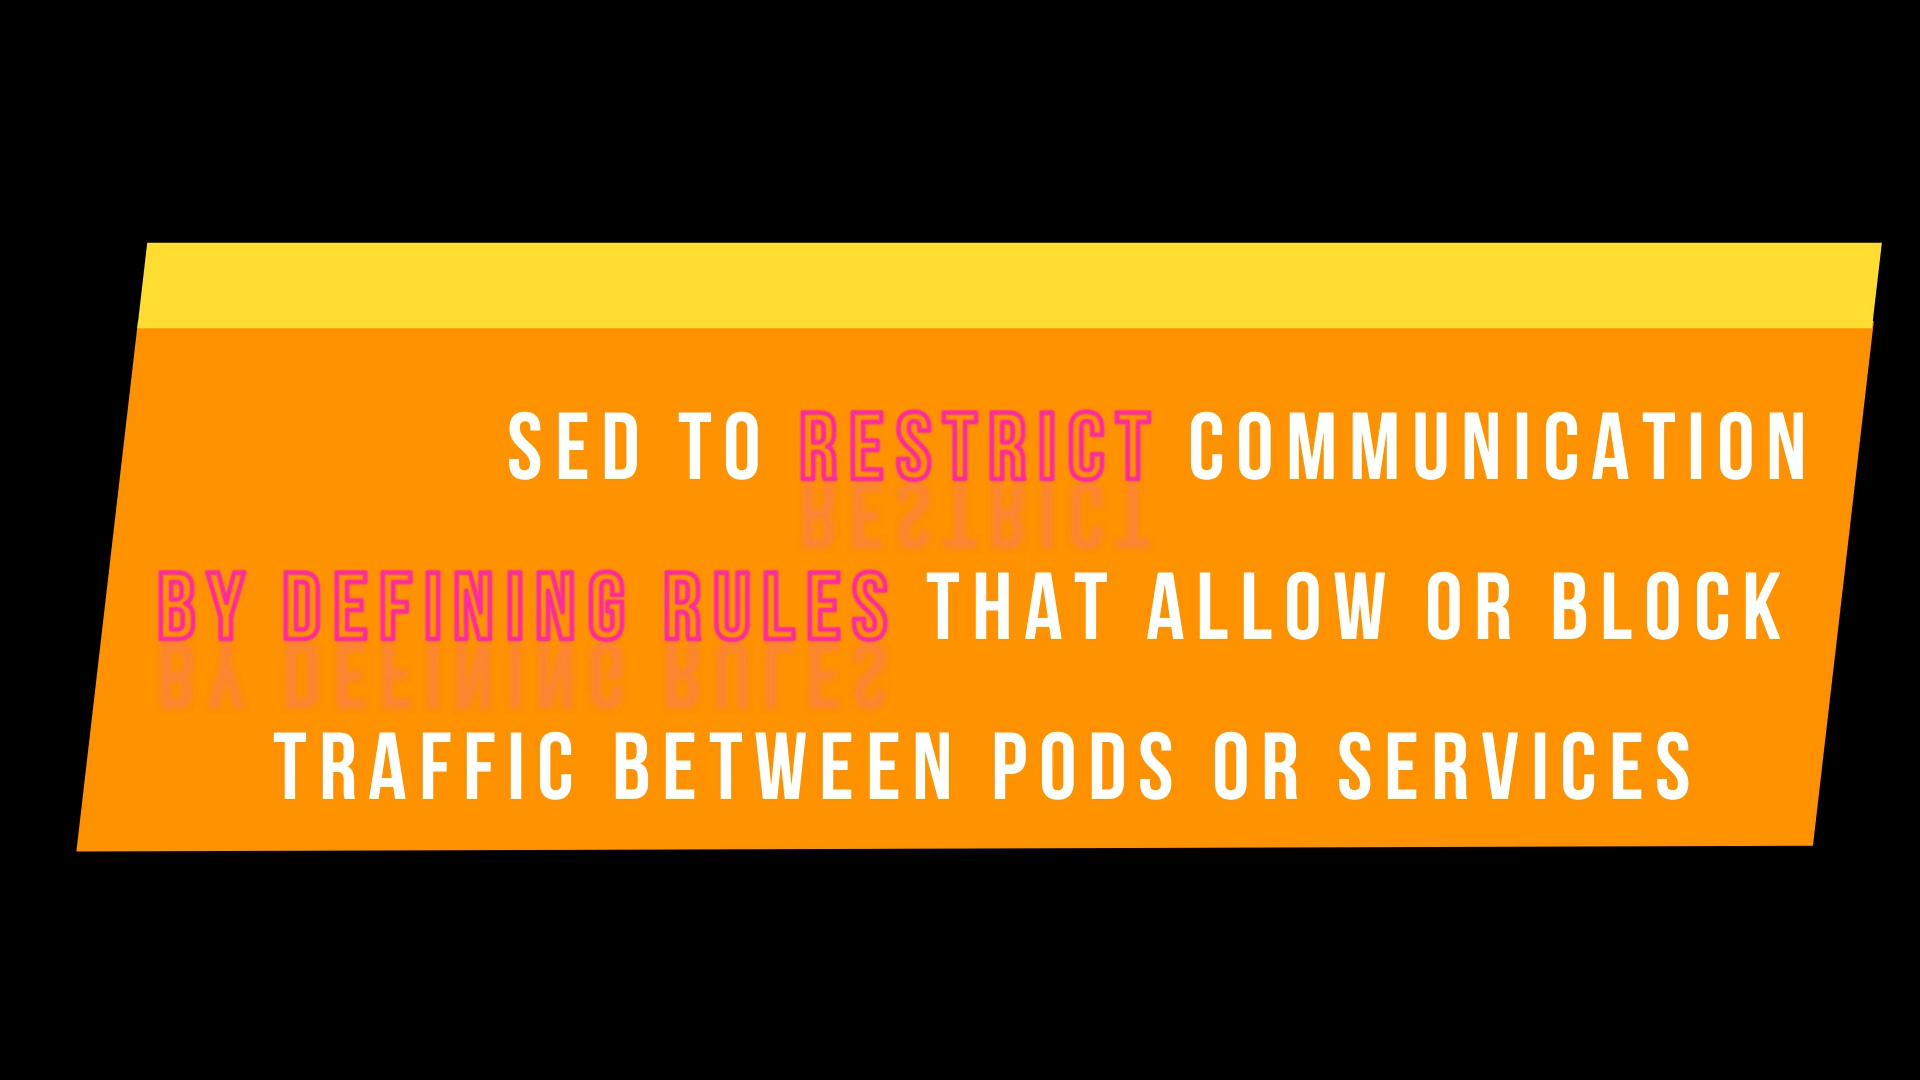 SED TO RESTRICT COMMUNICATION
BY DEFINING RULES THAT ALLOW OR BLOCK
TRAFFIC BETWEEN PODS OR SERVICES